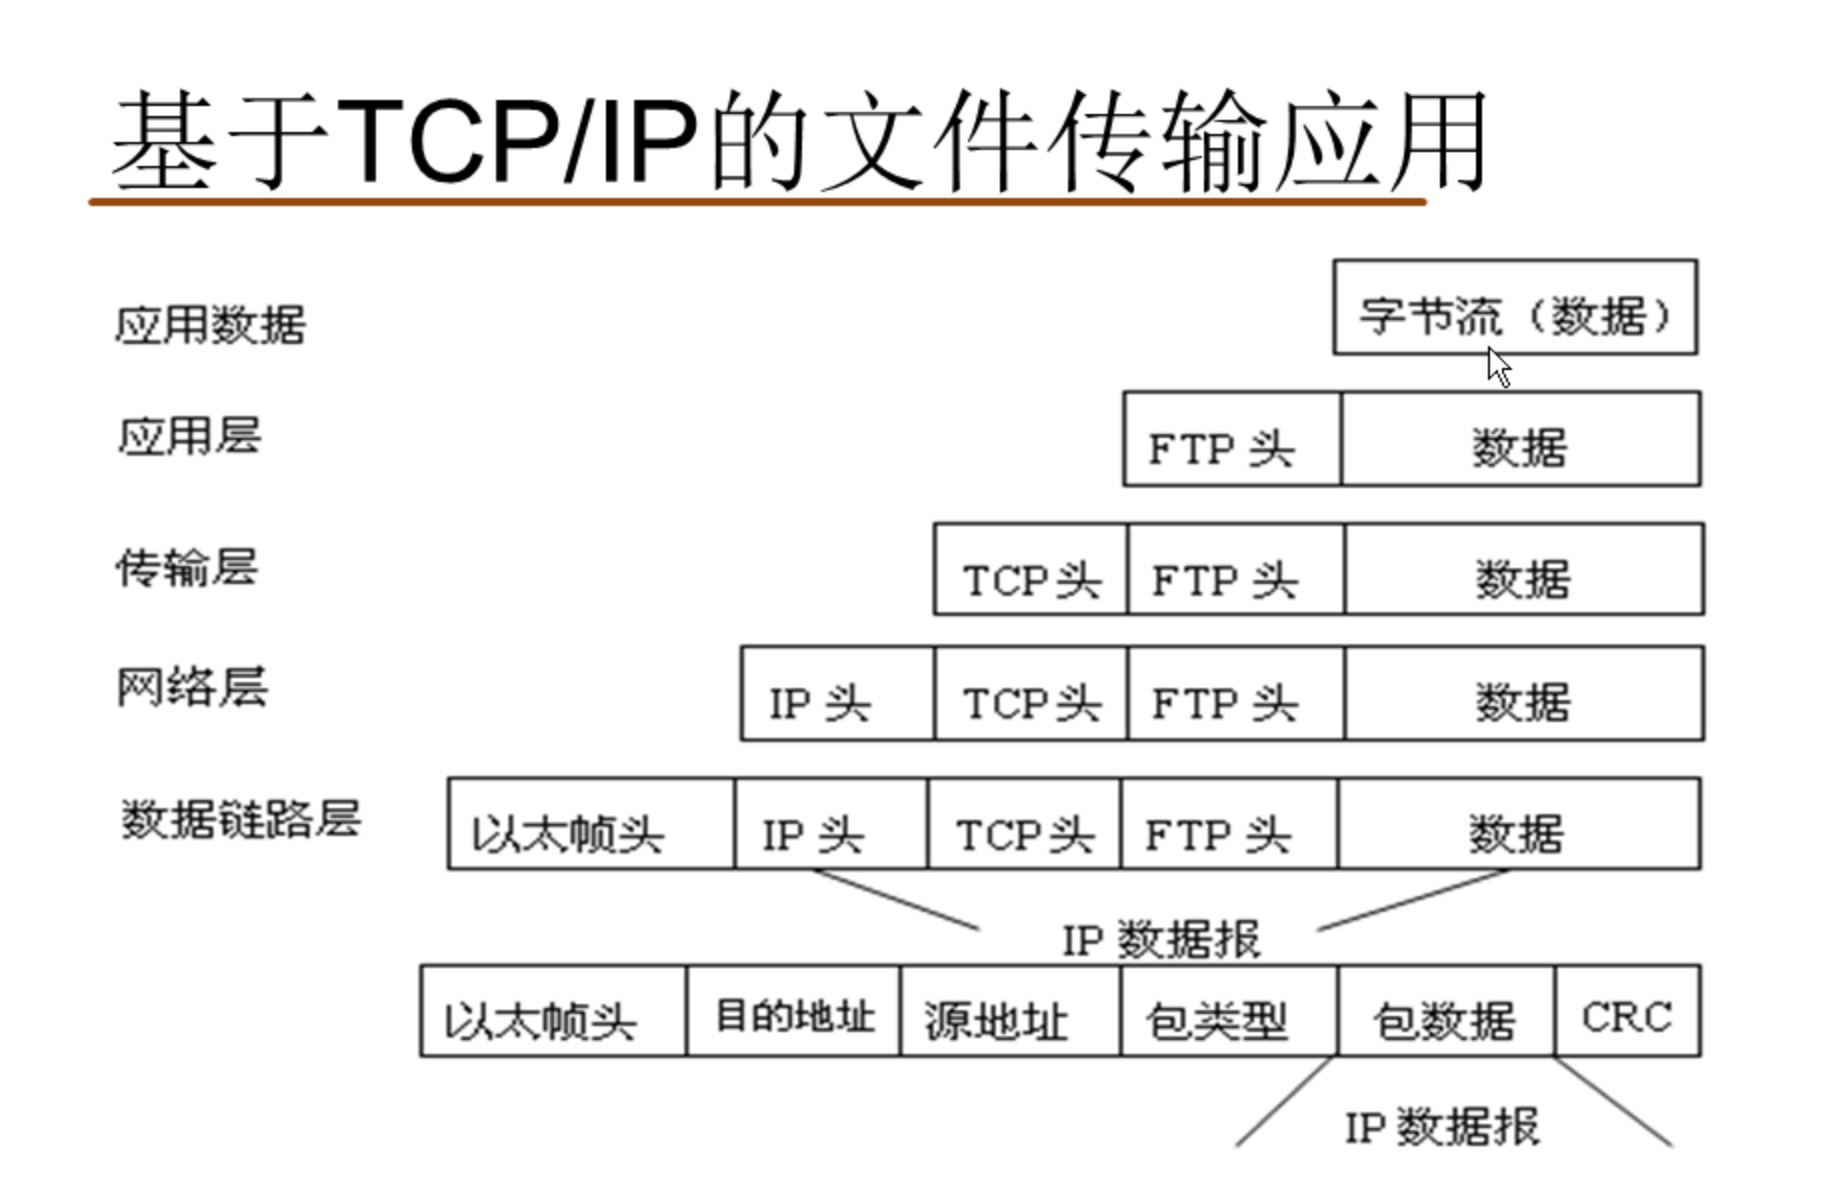 基于TCP/IP的文件传输应用
应用数据 字节流（数据）
应用层 FTP 头 数据
传输层 TCP头 FTP 头 数据
网络层 IP 头 TCP头 FTP 头 数据
数据链路层 以太帧头 IP 头 TCP头 FTP 头 数据
IP 数据报
以太帧头 目的地址 源地址 包类型 包数据 CRC
IP 数据报